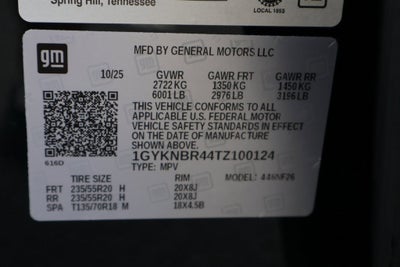 Spring Hill, Tennessee
LOCAL 1853
gm
MFD BY GENERAL MOTORS LLC
10/25 GVWR GAWR FRT GAWR RR
2722 KG 1350 KG 1450 KG
6001 LB 2976 LB 3196 LB
THIS VEHICLE CONFORMS TO ALL
APPLICABLE U.S. FEDERAL MOTOR
VEHICLE SAFETY STANDARDS IN EFFECT
ON THE DATE OF MANUFACTURE
SHOWN ABOVE.
616D
1GYKNBR44TZ100124
TYPE: MPV MODEL:
TIRE SIZE RIM
FRT 235/55R20 H 20X8J
RR 235/55R20 H 20X8J
SPA T135/70R18 M 18X4.5B